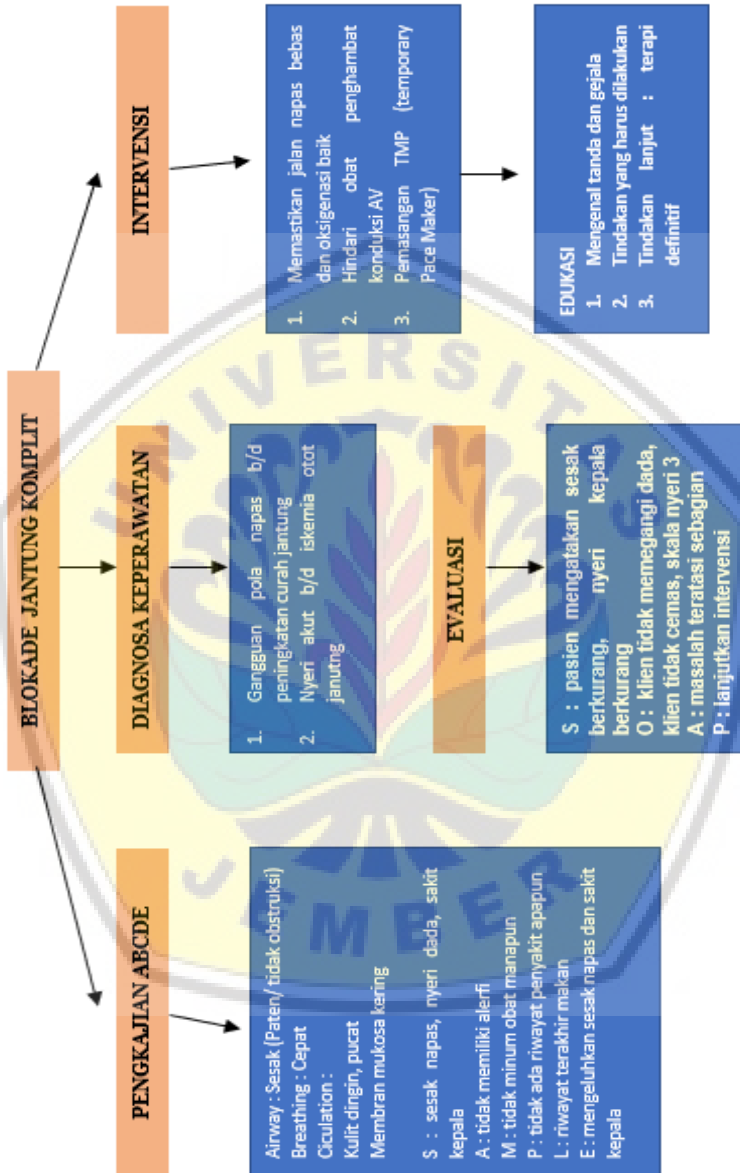 BLOKADE JANTUNG KOMPLIT
PENGKAJIAN ABCDE
Airway : Sesak (Paten/ tidak obstruksi)
Breathing : Cepat
Ciculation :
Kulit dingin, pucat
Membran mukosa kering
S : sesak napas, nyeri dada, sakit
kepala
A : tidak memiliki alerfi
M : tidak minum obat manapun
P : tidak ada riwayat penyakit apapun
L : riwayat terakhir makan
E : mengeluhkan sesak napas dan sakit
kepala
DIAGNOSA KEPERAWATAN
1. Gangguan pola napas b/d
peningkatan curah jantung
2. Nyeri akut b/d iskemia otot
janutng
EVALUASI
S : pasien mengatakan sesak
berkurang, nyeri kepala
berkurang
O : klien tidak memegangi dada,
klien tidak cemas, skala nyeri 3
A : masalah teratasi sebagian
P : lanjutkan intervensi
INTERVENSI
1. Memastikan jalan napas bebas
dan oksigenasi baik
2. Hindari obat penghambat
konduksi AV
3. Pemasangan TMP (temporary
Pace Maker)
EDUKASI
1. Mengenal tanda dan gejala
2. Tindakan yang harus dilakukan
3. Tindakan lanjut : terapi
definitif
UNIVERSITAS
JEMBER